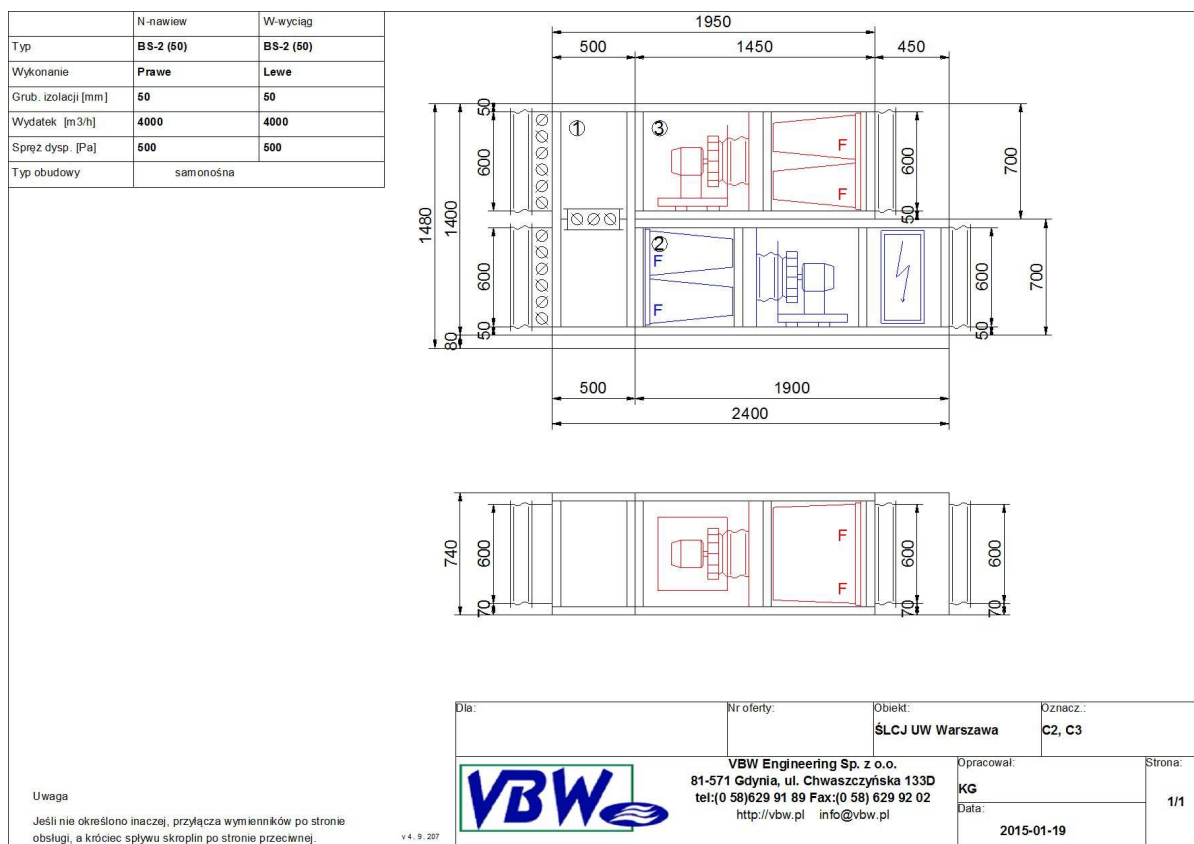 N-nawiew W-wyciąg
Typ BS-2 (50) BS-2 (50)
Wykonanie Prawe Lewe
Grub. izolacji [mm] 50 50
Wydatek [m3/h] 4000 4000
Spręż dysp. [Pa] 500 500
Typ obudowy samonośna
1950
500 1450 450
50
600
1480
1400
1
3
F
F
600
50
700
600
50
80
2
F
F
600
50
700
500 1900
2400
740
600
70
F
F
600
70
600
70
Dla:
Nr oferty:
Obiekt:
ŚLCJ UW Warszawa
Oznacz.:
C2, C3
VBW
VBW Engineering Sp. z o.o.
81-571 Gdynia, ul. Chwaszczyńska 133D
tel:(0 58)629 91 89 Fax:(0 58) 629 92 02
http://vbw.pl info@vbw.pl
Opracował:
KG
Data:
2015-01-19
Strona:
1/1
Uwaga
Jeśli nie określono inaczej, przyłącza wymienników po stronie
obsługi, a króciec spływu skroplin po stronie przeciwnej.
v 4. 9. 207